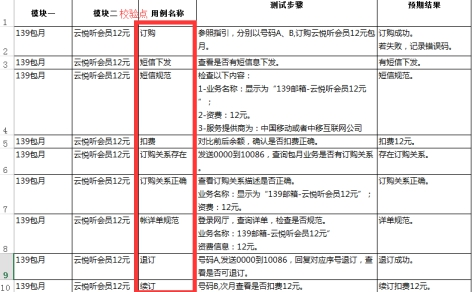 模块一 模块二 校验点 用例名称 测试步骤 预期结果
1
139包月 云悦听会员12元 订购 参照指引，分别以号码A、B,订购云悦听会员12元包月。 订购成功。
若失败，记录错误码。
2
139包月 云悦听会员12元 短信下发 查看是否有短信息下发。 有短信下发。
3
139包月 云悦听会员12元 短信规范 检查以下内容： 短信规范。
1-业务名称：显示为“139邮箱-云悦听会员12元
”；
2-资费：12元。
3-服务提供商为：中国移动或者中移互联网公司
4
139包月 云悦听会员12元 扣费 对比前后余额，确认是否扣费正确。 扣费12元。
5
139包月 云悦听会员12元 订购关系存在 发送0000到10086，查询包月业务是否有订购关系 存在订购关系。
。
6
139包月 云悦听会员12元 订购关系正确 查看订购关系描述是否正确。 订购关系正确。
业务名称：显示为“139邮箱-云悦听会员12元”；
资费：12元。
7
139包月 云悦听会员12元 帐详单规范 登录网厅，查询详单，检查是否规范。 详单规范。
业务名称：139邮箱-云悦听会员12元”
资费信息：12元。
8
139包月 云悦听会员12元 退订 号码A,发送0000到10086，回复对应序号退订，查 退订成功。
看是否可退订。
9
139包月 云悦听会员12元 续订 号码B,次月查看是否扣费12元。 续订扣费12元。
10